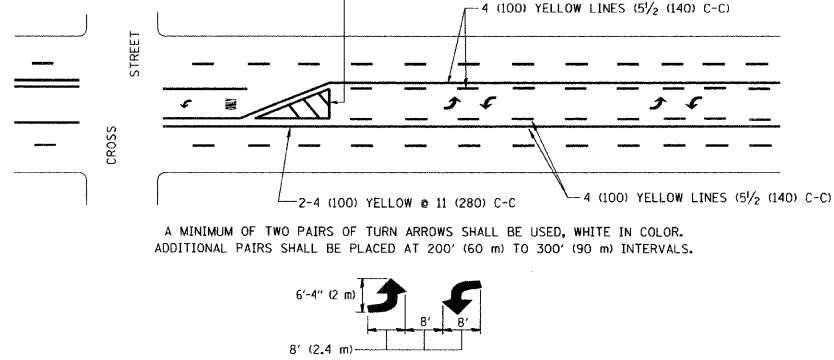 4 (100) YELLOW LINES (5½ (140) C-C)
STREET
CROSS
2-4 (100) YELLOW @ 11 (280) C-C
4 (100) YELLOW LINES (5½ (140) C-C)
A MINIMUM OF TWO PAIRS OF TURN ARROWS SHALL BE USED, WHITE IN COLOR.
ADDITIONAL PAIRS SHALL BE PLACED AT 200' (60 m) TO 300' (90 m) INTERVALS.
6'-4" (2 m)
8' 8'
8' (2.4 m)